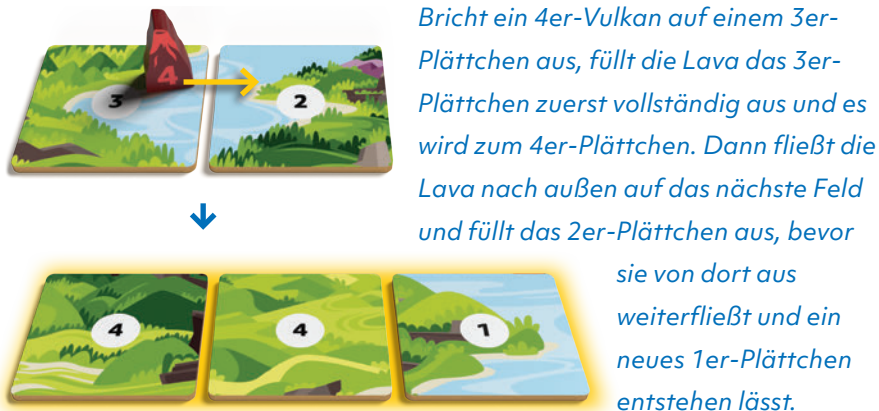 Bricht ein 4er-Vulkan auf einem 3er-
Plättchen aus, füllt die Lava das 3er-
Plättchen zuerst vollständig aus und es
wird zum 4er-Plättchen. Dann fließt die
Lava nach außen auf das nächste Feld
und füllt das 2er-Plättchen aus, bevor
sie von dort aus
weiterfließt und ein
neues 1er-Plättchen
entstehen lässt.
4
3
2
4
4
1